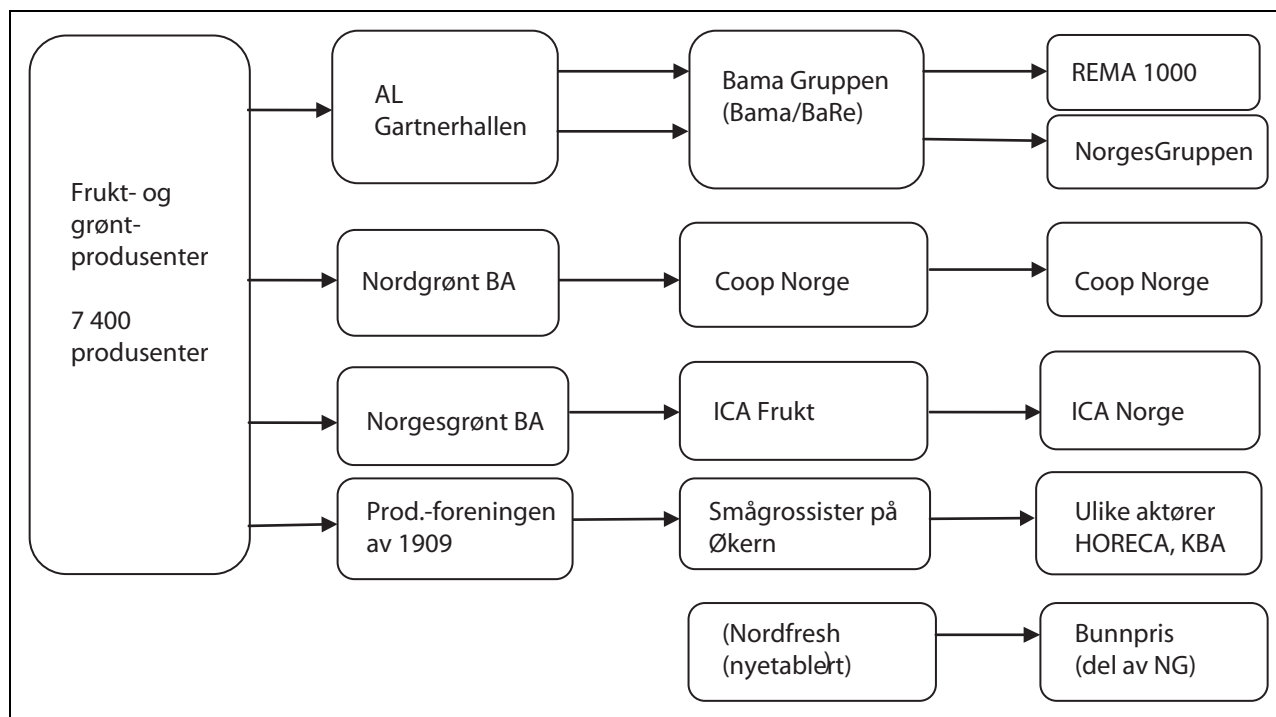 Frukt- og
grønt-
produsenter
7 400
produsenter
AL
Gartnerhallen
Bama Gruppen
(Bama/BaRe)
REMA 1000
NorgesGruppen
Nordgrønt BA
Coop Norge
Coop Norge
Norgesgrønt BA
ICA Frukt
ICA Norge
Prod.-foreningen
av 1909
Smågrossister på
Økern
Ulike aktører
HORECA, KBA
(Nordfresh
(nyetablert)
Bunnpris
(del av NG)